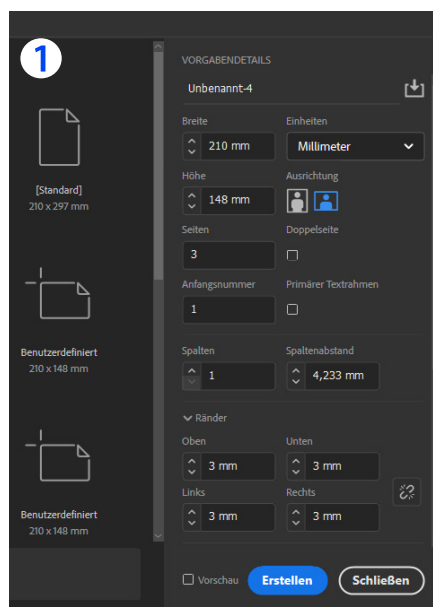 1
VORGABENDETAILS
Unbenannt-4
Breite
Einheiten
210 mm
Millimeter
Höhe
Ausrichtung
148 mm
[Standard]
210 x 297 mm
Seiten
Doppelseite
3
Anfangsnummer
Primärer Textrahmen
1
Spalten
Spaltenabstand
1
4,233 mm
Benutzerdefiniert
210 x 148 mm
Ränder
Oben
Unten
3 mm
3 mm
Links
Rechts
3 mm
3 mm
Benutzerdefiniert
210 x 148 mm
Vorschau
Erstellen
Schließen